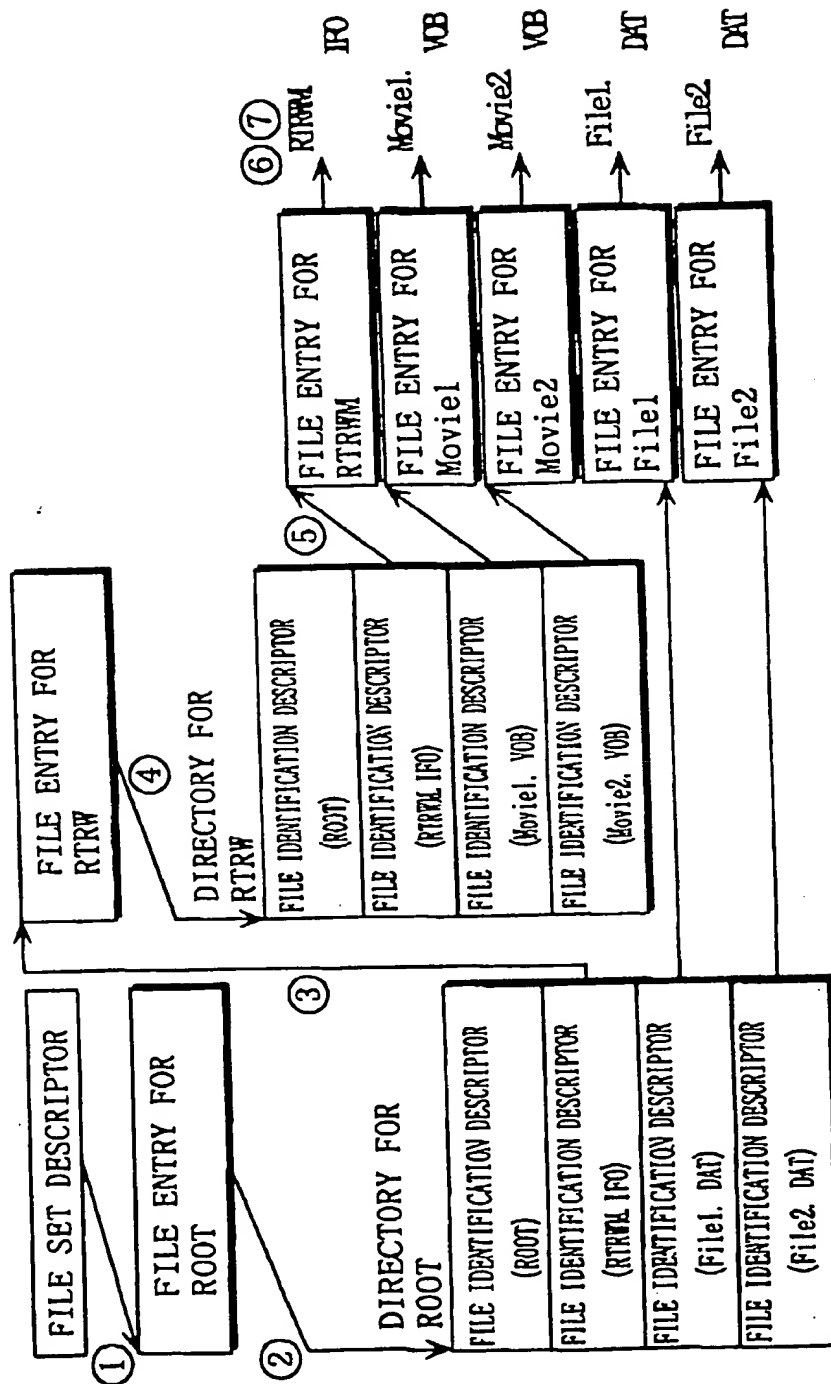 FILE SET DESCRIPTOR
①
FILE ENTRY FOR
ROOT
②
DIRECTORY FOR
ROOT
FILE IDENTIFICATION DESCRIPTOR
(ROOT)
FILE IDENTIFICATION DESCRIPTOR
(RTRWM. IFO)
FILE IDENTIFICATION DESCRIPTOR
(File1. DAT)
FILE IDENTIFICATION DESCRIPTOR
(File2. DAT)
③
FILE ENTRY FOR
RTRW
④
DIRECTORY FOR
RTRW
FILE IDENTIFICATION DESCRIPTOR
(ROOT)
FILE IDENTIFICATION DESCRIPTOR
(RTRWM. IFO)
FILE IDENTIFICATION DESCRIPTOR
(Movie1. VOB)
FILE IDENTIFICATION DESCRIPTOR
(Movie2. VOB)
⑤
FILE ENTRY FOR
RTRWM
FILE ENTRY FOR
Movie1
FILE ENTRY FOR
Movie2
FILE ENTRY FOR
File1
FILE ENTRY FOR
File2
⑥⑦
RTRWM IFO
Movie1. VOB
Movie2. VOB
File1. DAT
File2. DAT